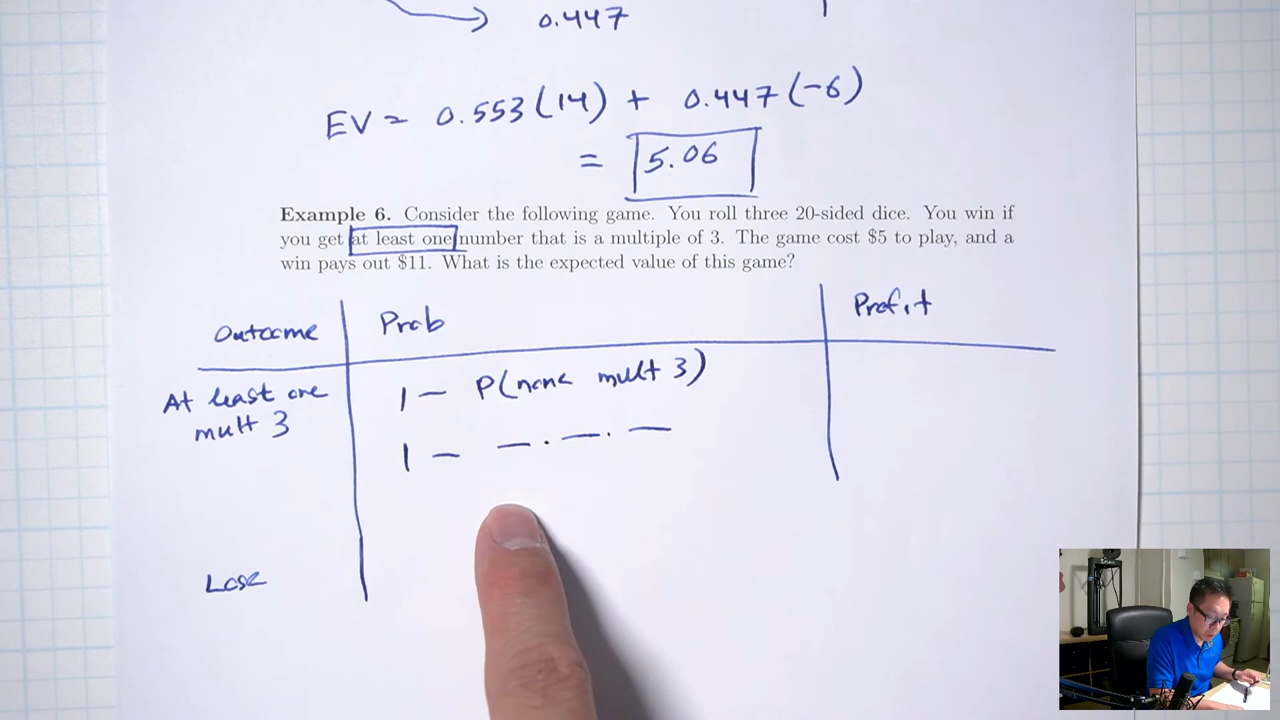 0.447
EV = 0.553(14) + 0.447(-6)
= 5.06
Example 6. Consider the following game. You roll three 20-sided dice. You win if
you get at least one number that is a multiple of 3. The game cost $5 to play, and a
win pays out $11. What is the expected value of this game?
Outcome Prob Profit
At least one 1 - P(none mult 3)
mult 3
1 - _ . _ . _
Lose